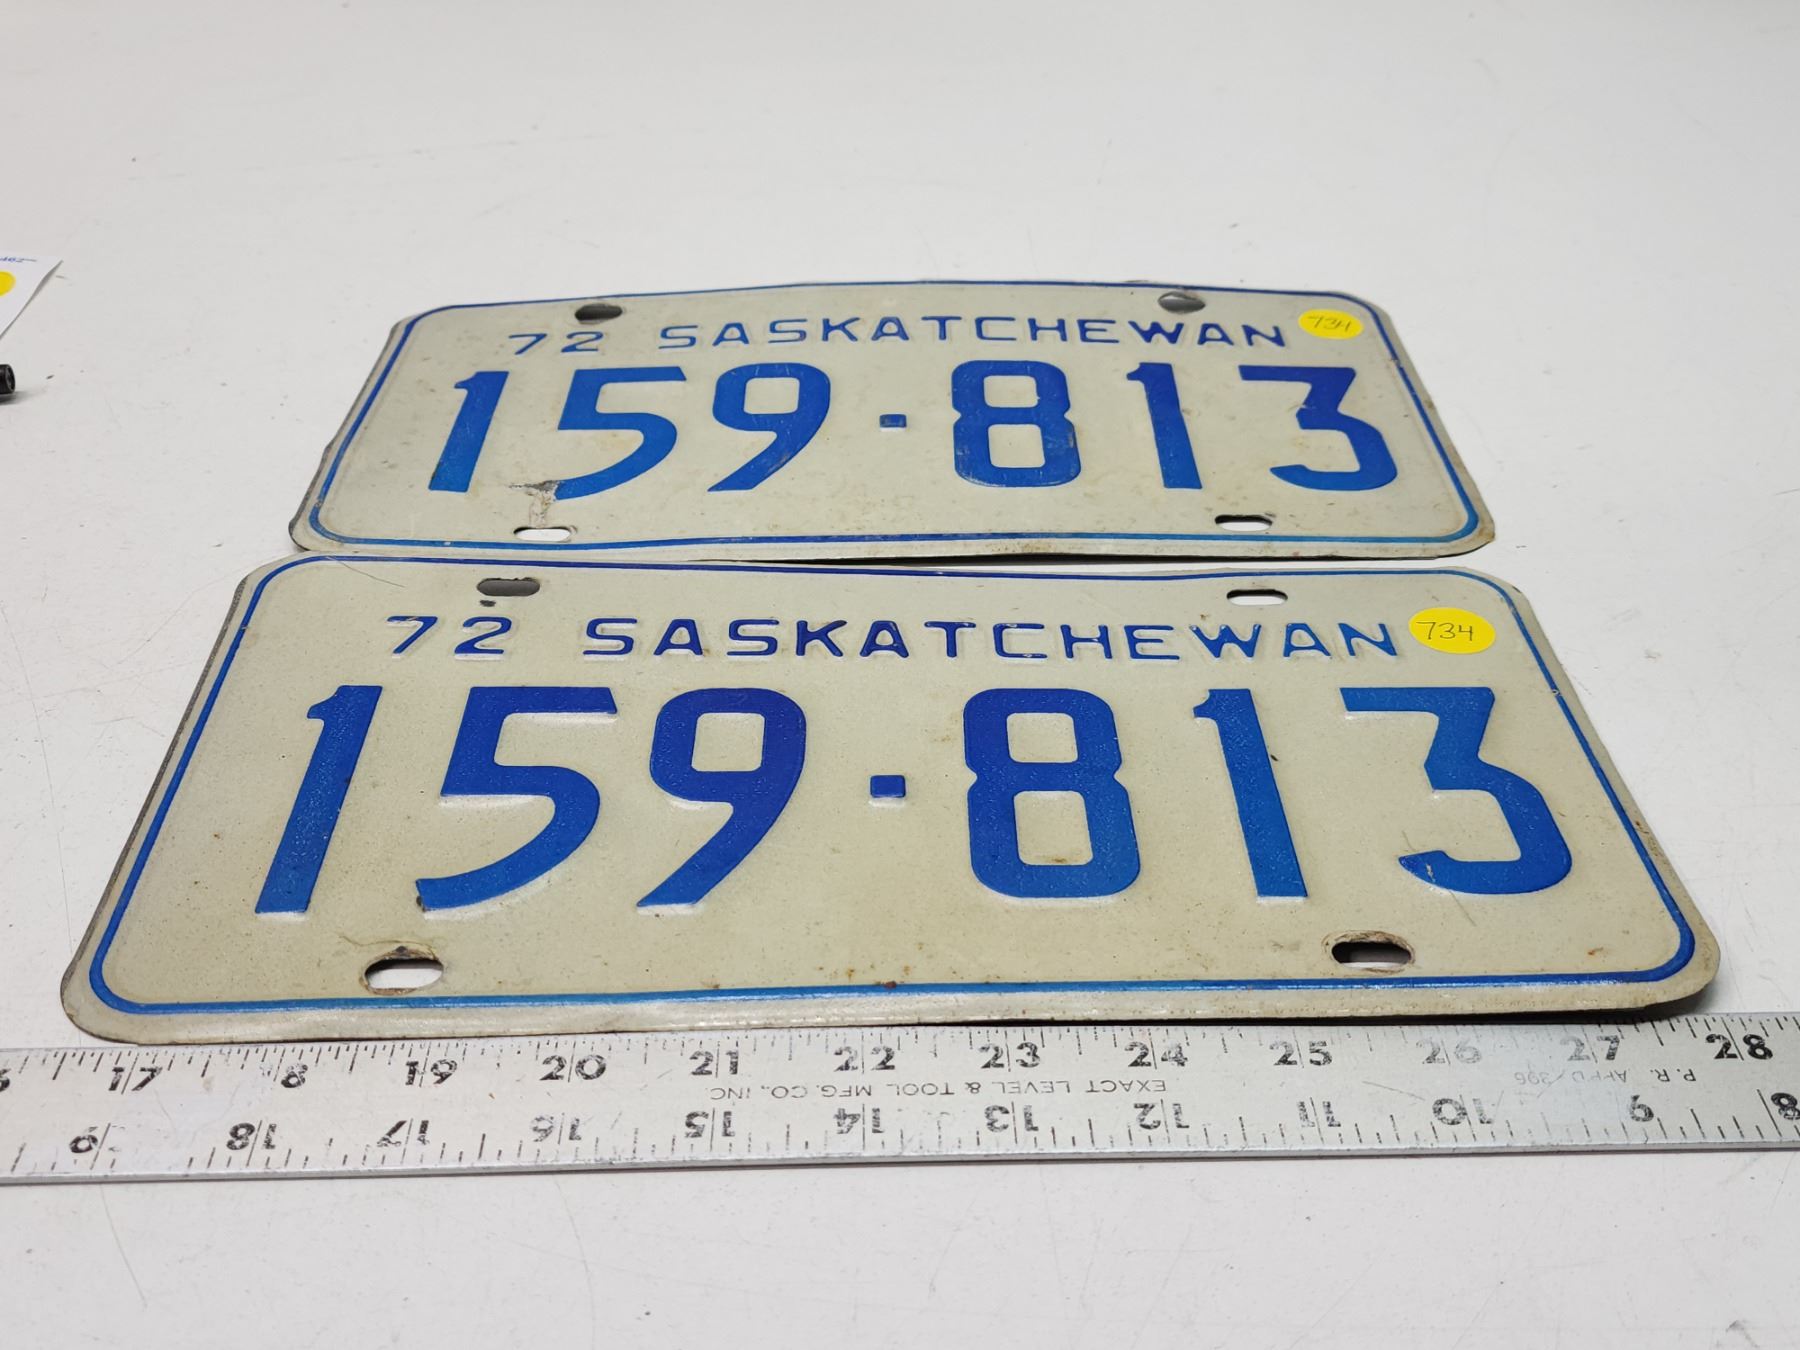 72 SASKATCHEWAN 734
159·813
72 SASKATCHEWAN 734
159·813
17 18 19 20 21 22 23 24 25 26 27 28
EXACT LEVEL & TOOL MFG. CO., INC
19 18 17 16 15 14 13 12 11 10 9 8